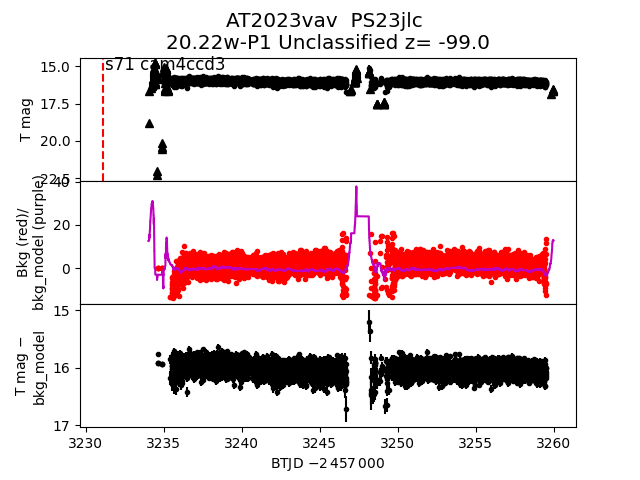 AT2023vav PS23jlc
20.22w-P1 Unclassified z= -99.0
s71 cam4ccd3
15.0
17.5
20.0
22.5
T mag
40
20
0
Bkg (red)/
bkg_model (purple)
15
16
17
T mag −
bkg_model
3230 3235 3240 3245 3250 3255 3260
BTJD −2 457 000